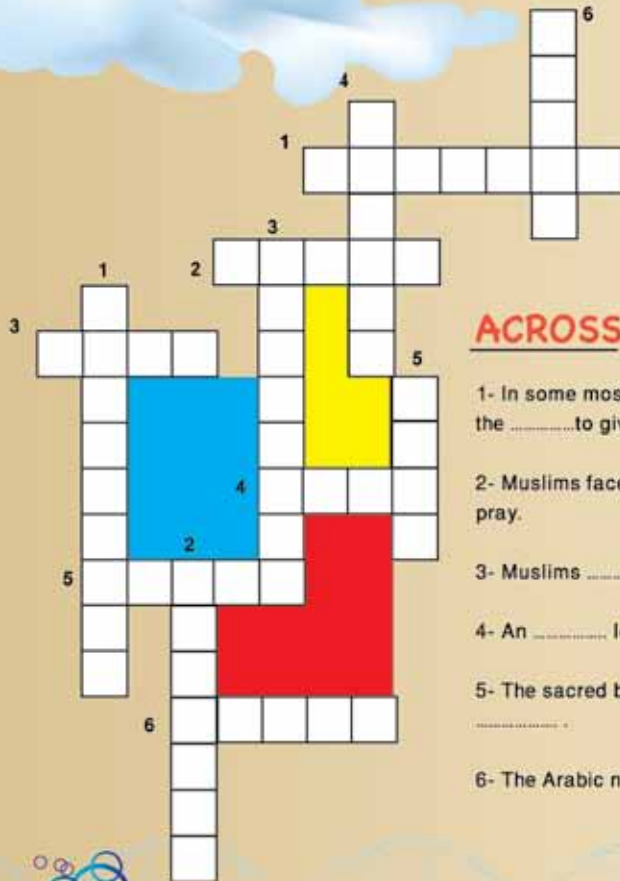 6
4
1
3
2
1
3
5
4
2
5
6
ACROSS
1- In some mos
the ..............to giv
2- Muslims face
pray.
3- Muslims ........
4- An ............... l
5- The sacred b
.................. .
6- The Arabic n